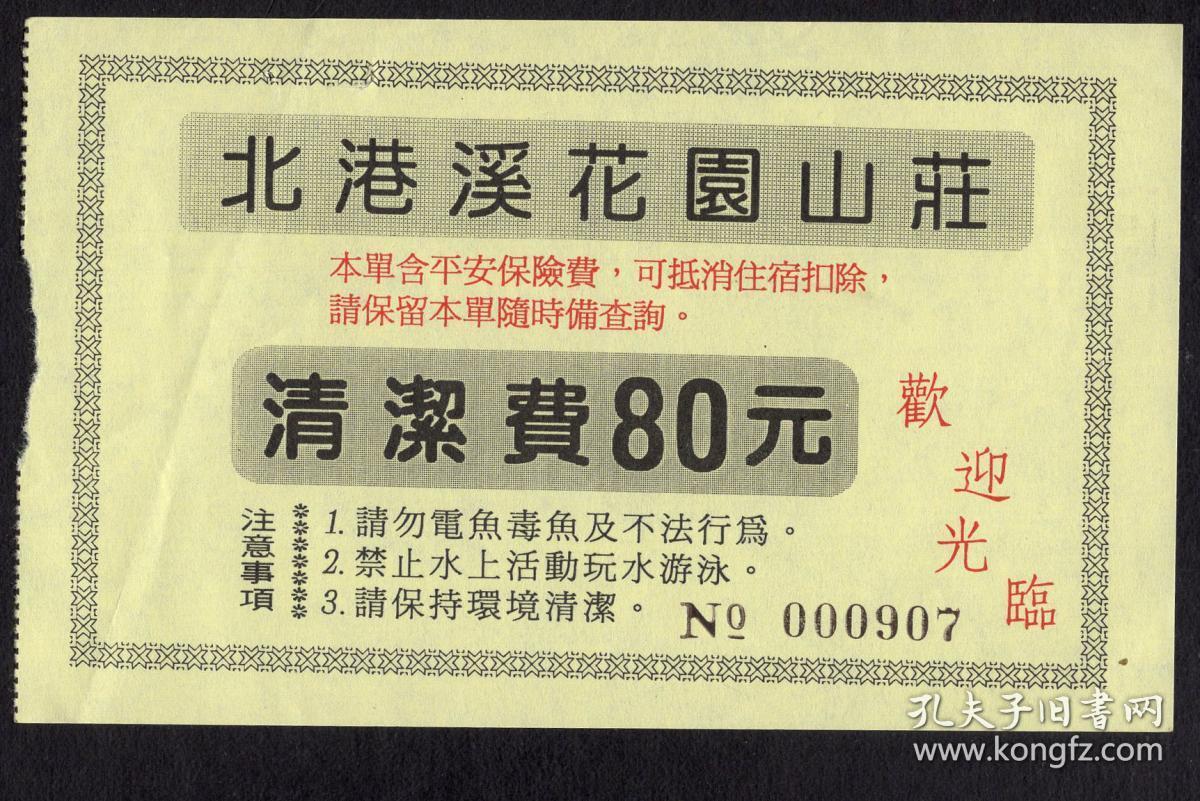 北港溪花園山莊
本單含平安保險費，可抵消住宿扣除，
請保留本單隨時備查詢。
清潔費80元
歡迎光臨
注意事項
1. 請勿電魚毒魚及不法行爲。
2. 禁止水上活動玩水游泳。
3. 請保持環境清潔。
№ 000907
孔夫子旧書网
www.kongfz.com